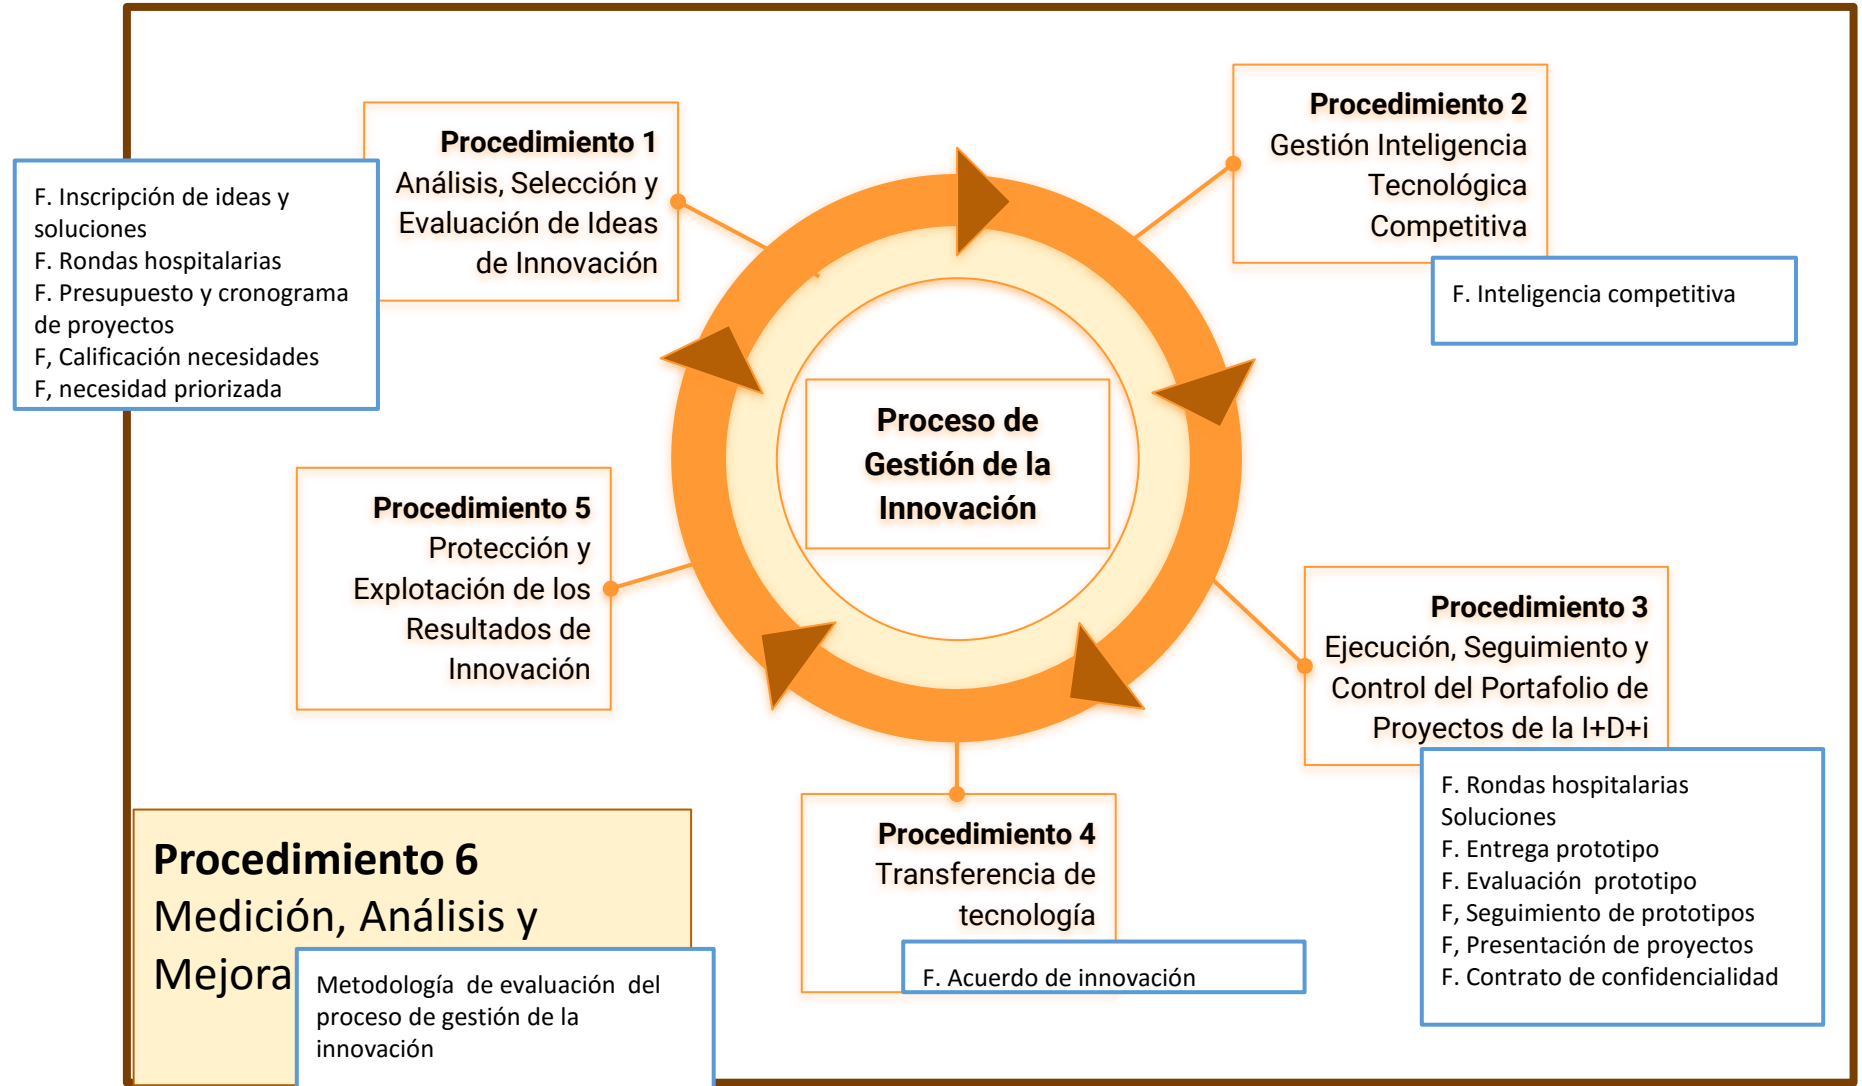 Procedimiento 1
Análisis, Selección y
Evaluación de Ideas
de Innovación
F. Inscripción de ideas y
soluciones
F. Rondas hospitalarias
F. Presupuesto y cronograma
de proyectos
F, Calificación necesidades
F, necesidad priorizada
Procedimiento 2
Gestión Inteligencia
Tecnológica
Competitiva
F. Inteligencia competitiva
Proceso de
Gestión de la
Innovación
Procedimiento 5
Protección y
Explotación de los
Resultados de
Innovación
Procedimiento 3
Ejecución, Seguimiento y
Control del Portafolio de
Proyectos de la I+D+i
F. Rondas hospitalarias
Soluciones
F. Entrega prototipo
F. Evaluación  prototipo
F, Seguimiento de prototipos
F, Presentación de proyectos
F. Contrato de confidencialidad
Procedimiento 4
Transferencia de
tecnología
F. Acuerdo de innovación
Procedimiento 6
Medición, Análisis y
Mejora
Metodología  de evaluación  del
proceso de gestión de la
innovación